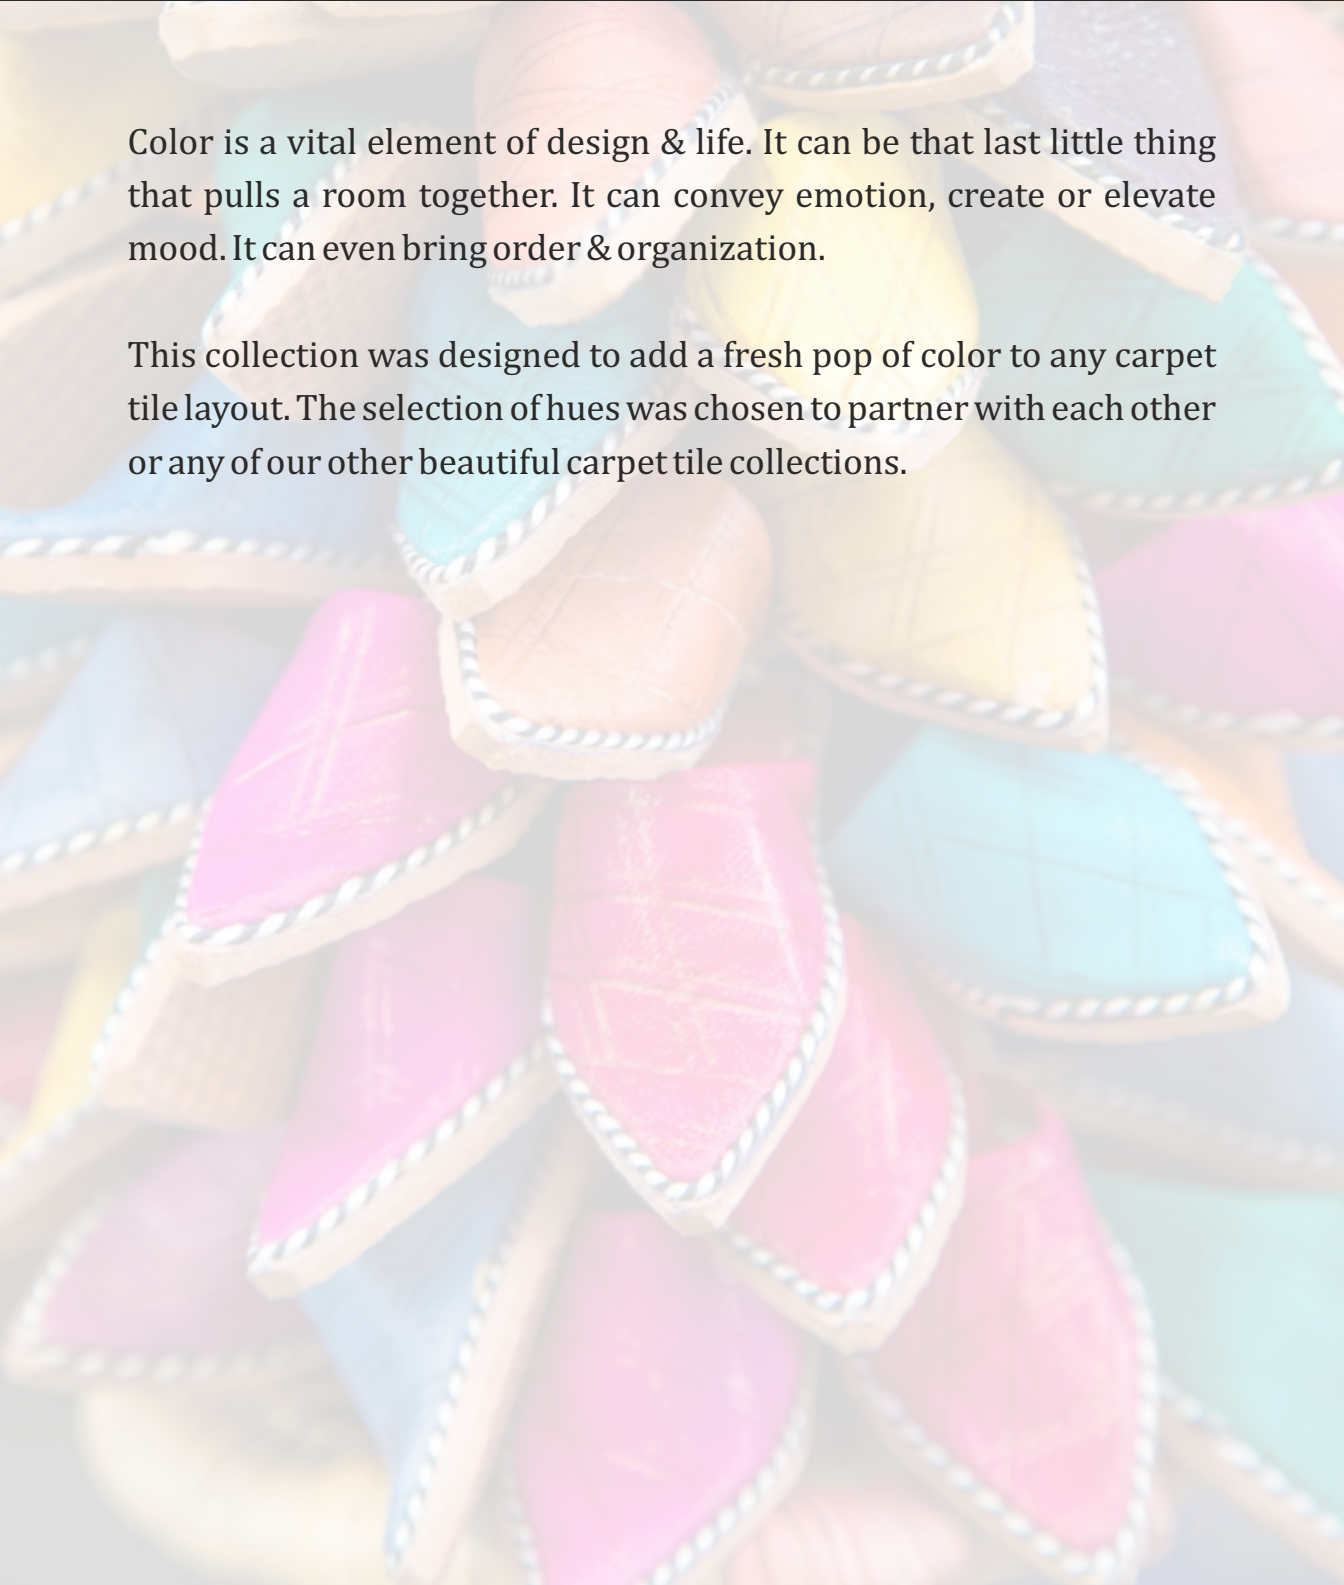 Color is a vital element of design & life. It can be that last little thing
that pulls a room together. It can convey emotion, create or elevate
mood. It can even bring order & organization.
This collection was designed to add a fresh pop of color to any carpet
tile layout. The selection of hues was chosen to partner with each other
or any of our other beautiful carpet tile collections.